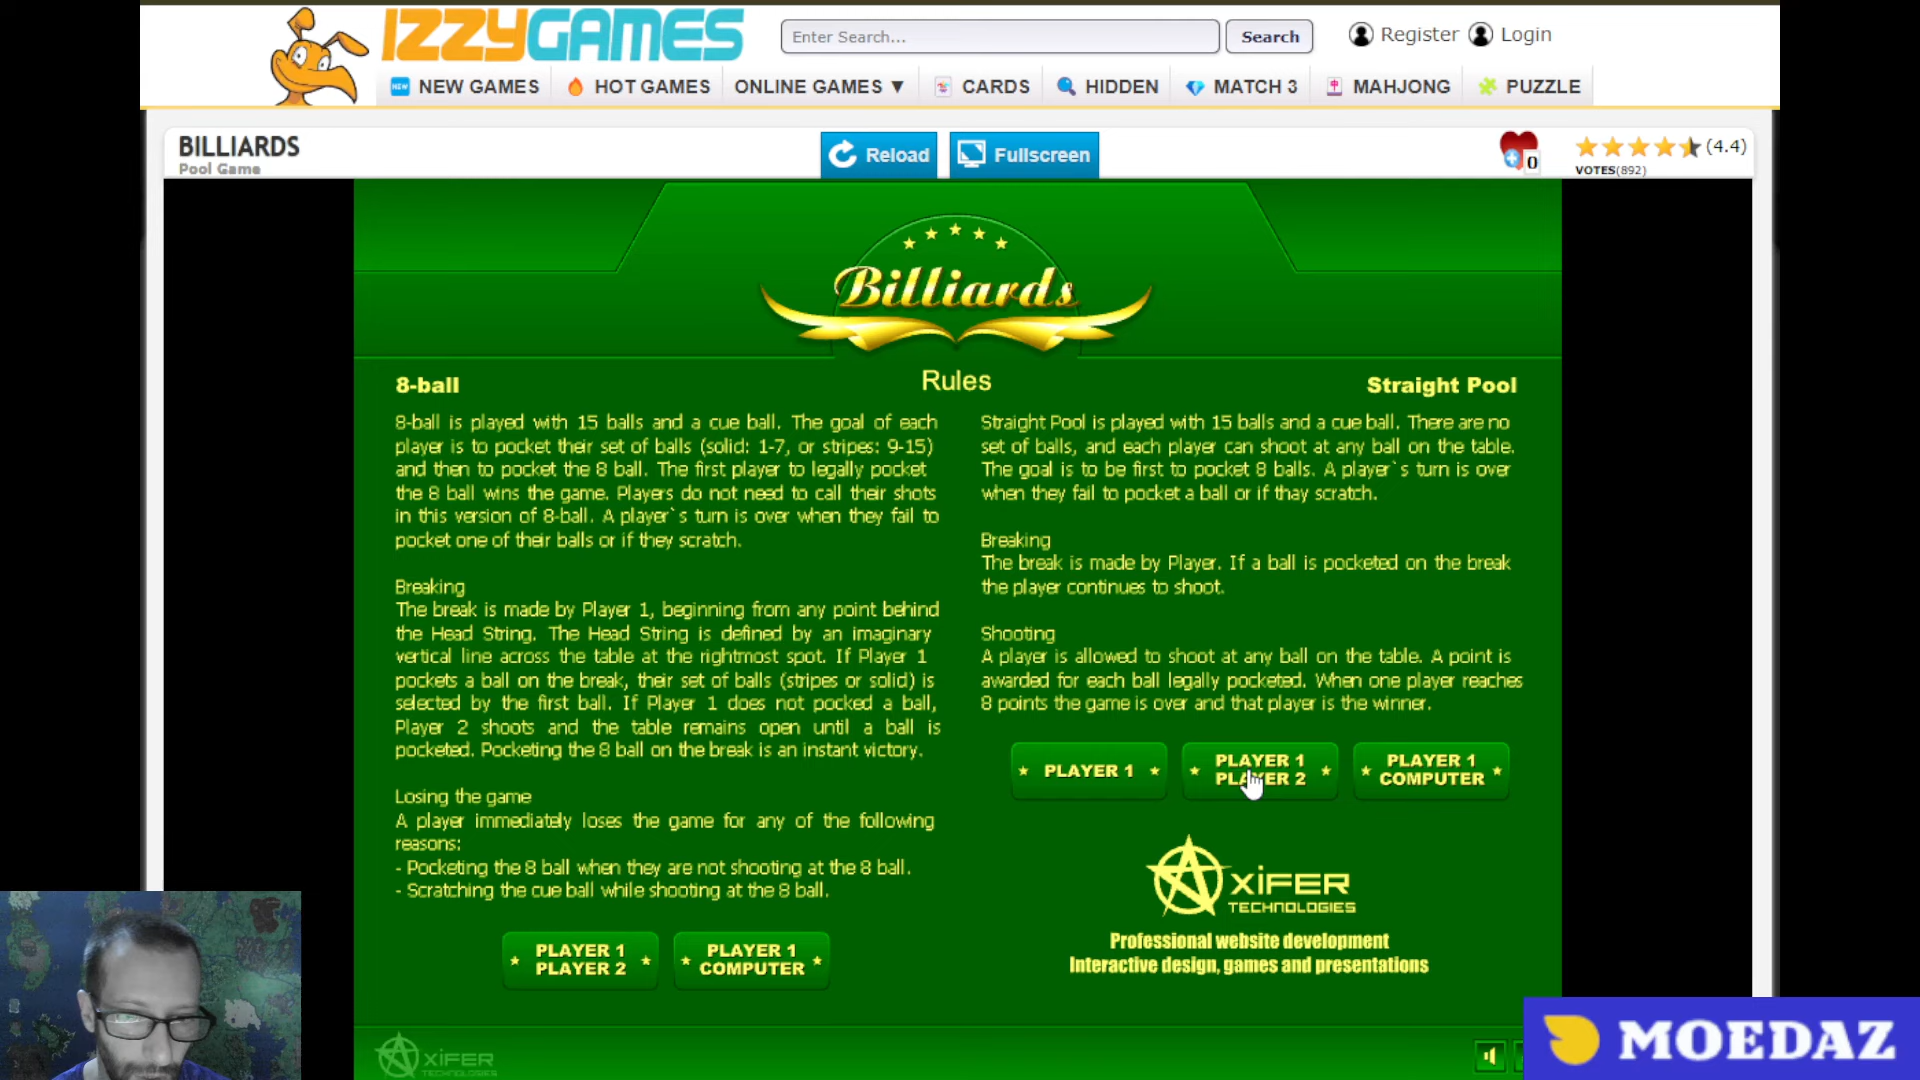 IZZYGAMES
Enter Search...
Search
Register
Login
NEW
NEW GAMES
HOT GAMES
ONLINE GAMES ▼
CARDS
HIDDEN
MATCH 3
MAHJONG
PUZZLE
BILLIARDS
Pool Game
Reload
Fullscreen
0
(4.4)
VOTES(892)
Billiards
Rules
8-ball
8-ball is played with 15 balls and a cue ball. The goal of each
player is to pocket their set of balls (solid: 1-7, or stripes: 9-15)
and then to pocket the 8 ball. The first player to legally pocket
the 8 ball wins the game. Players do not need to call their shots
in this version of 8-ball. A player`s turn is over when they fail to
pocket one of their balls or if they scratch.
Breaking
The break is made by Player 1, beginning from any point behind
the Head String. The Head String is defined by an imaginary
vertical line across the table at the rightmost spot. If Player 1
pockets a ball on the break, their set of balls (stripes or solid) is
selected by the first ball. If Player 1 does not pocked a ball,
Player 2 shoots and the table remains open until a ball is
pocketed. Pocketing the 8 ball on the break is an instant victory.
Losing the game
A player immediately loses the game for any of the following
reasons:
- Pocketing the 8 ball when they are not shooting at the 8 ball.
- Scratching the cue ball while shooting at the 8 ball.
PLAYER 1
PLAYER 2
PLAYER 1
COMPUTER
Straight Pool
Straight Pool is played with 15 balls and a cue ball. There are no
set of balls, and each player can shoot at any ball on the table.
The goal is to be first to pocket 8 balls. A player`s turn is over
when they fail to pocket a ball or if thay scratch.
Breaking
The break is made by Player. If a ball is pocketed on the break
the player continues to shoot.
Shooting
A player is allowed to shoot at any ball on the table. A point is
awarded for each ball legally pocketed. When one player reaches
8 points the game is over and that player is the winner.
PLAYER 1
PLAYER 1
PLAYER 2
PLAYER 1
COMPUTER
AXIFER
TECHNOLOGIES
Professional website development
Interactive design, games and presentations
AXIFER
TECHNOLOGIES
MOEDAZ